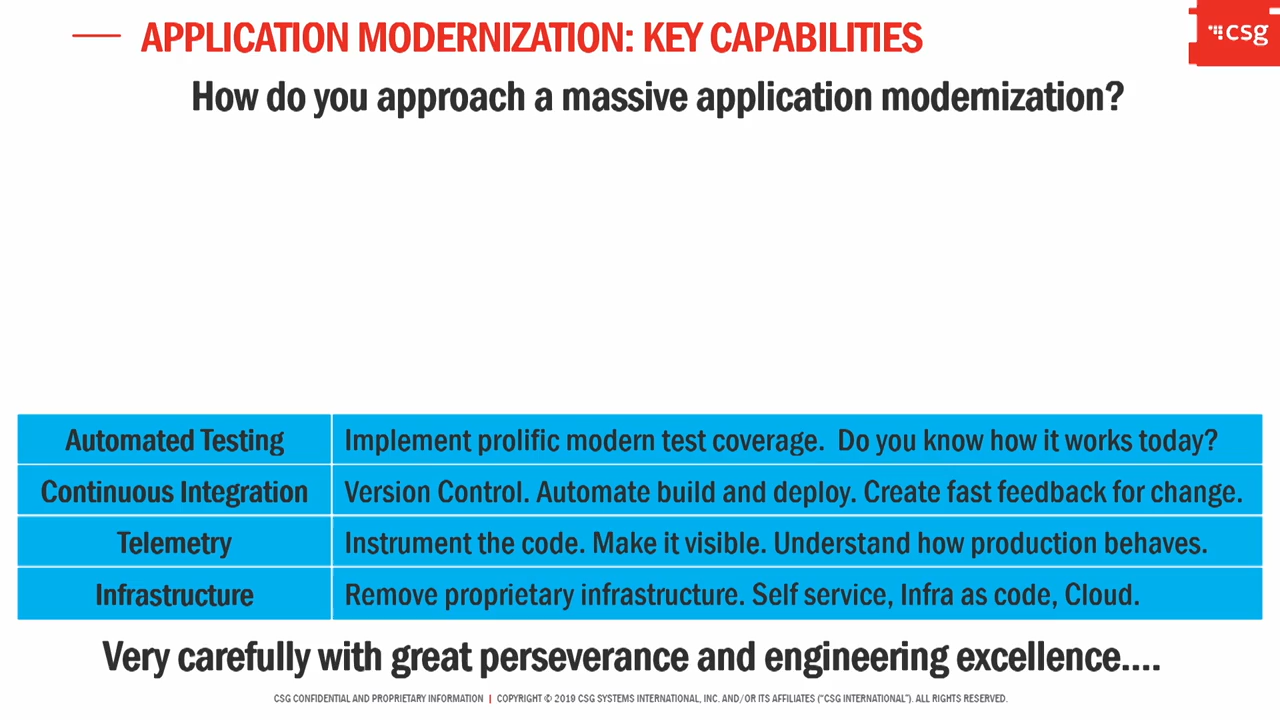 APPLICATION MODERNIZATION: KEY CAPABILITIES
csg
How do you approach a massive application modernization?
Automated Testing Implement prolific modern test coverage. Do you know how it works today?
Continuous Integration Version Control. Automate build and deploy. Create fast feedback for change.
Telemetry Instrument the code. Make it visible. Understand how production behaves.
Infrastructure Remove proprietary infrastructure. Self service, Infra as code, Cloud.
Very carefully with great perseverance and engineering excellence....
CSG CONFIDENTIAL AND PROPRIETARY INFORMATION | COPYRIGHT © 2019 CSG SYSTEMS INTERNATIONAL, INC. AND/OR ITS AFFILIATES ("CSG INTERNATIONAL"). ALL RIGHTS RESERVED.